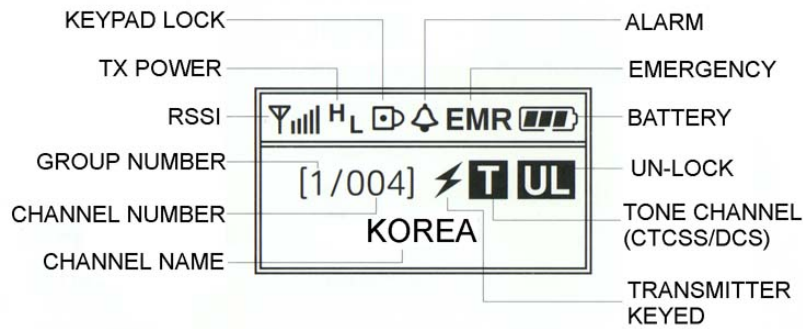 KEYPAD LOCK
ALARM
TX POWER
EMERGENCY
RSSI
H L EMR
BATTERY
GROUP NUMBER
[1/004] T UL
UN-LOCK
CHANNEL NUMBER
KOREA
TONE CHANNEL
(CTCSS/DCS)
CHANNEL NAME
TRANSMITTER
KEYED